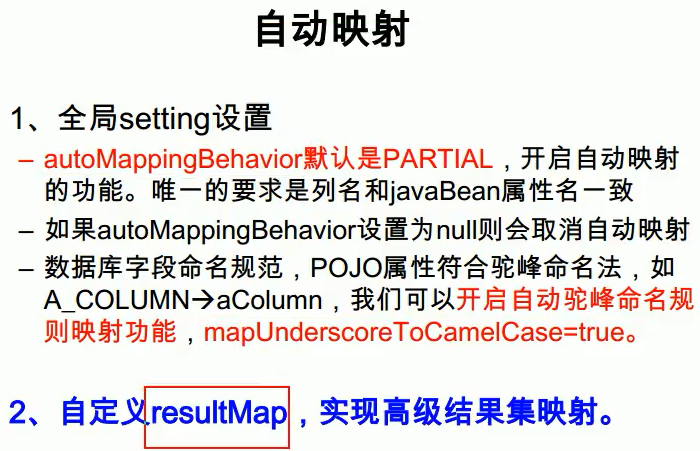 自动映射
1、全局setting设置
– autoMappingBehavior默认是PARTIAL，开启自动映射
的功能。唯一的要求是列名和javaBean属性名一致
– 如果autoMappingBehavior设置为null则会取消自动映射
– 数据库字段命名规范，POJO属性符合驼峰命名法，如
A_COLUMN→aColumn，我们可以开启自动驼峰命名规
则映射功能，mapUnderscoreToCamelCase=true。
2、自定义resultMap，实现高级结果集映射。